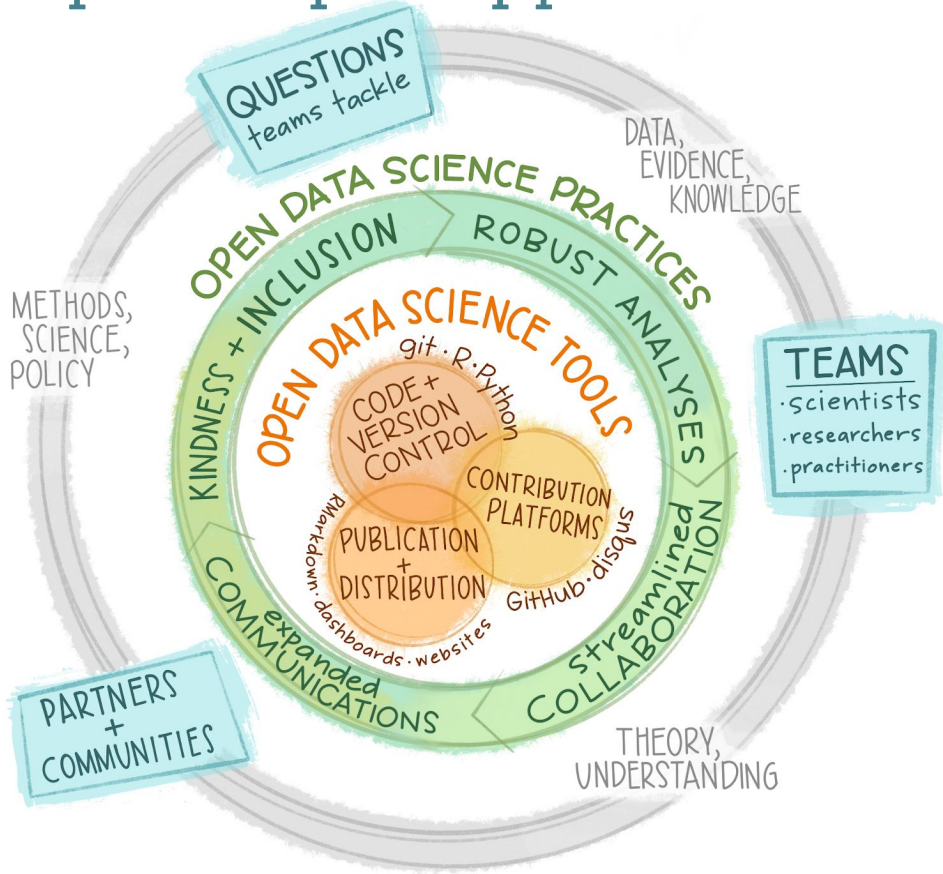 QUESTIONS
teams tackle
DATA,
EVIDENCE,
KNOWLEDGE
OPEN DATA SCIENCE PRACTICES
KINDNESS + INCLUSION
ROBUST ANALYSES
METHODS,
SCIENCE,
POLICY
TEAMS
·scientists
·researchers
·practitioners
OPEN DATA SCIENCE TOOLS
git · R · Python
CODE +
VERSION
CONTROL
CONTRIBUTION
PLATFORMS
GitHub · disqus
PUBLICATION
+
DISTRIBUTION
RMarkdown · dashboards · websites
streamlined
COLLABORATION
expanded
COMMUNICATIONS
PARTNERS
+
COMMUNITIES
THEORY,
UNDERSTANDING